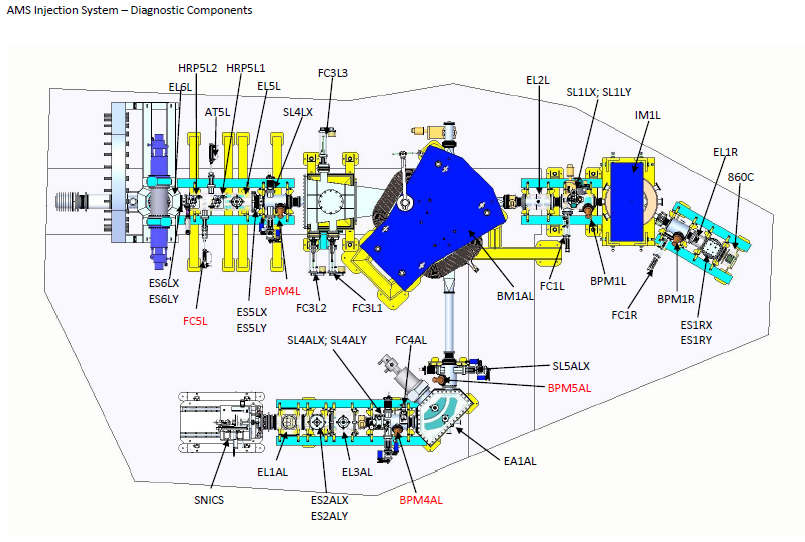 AMS Injection System – Diagnostic Components
HRP5L2
HRP5L1
FC3L3
EL6L
EL5L
EL2L
SL1LX; SL1LY
AT5L
SL4LX
IM1L
EL1R
860C
ES6LX
ES6LY
BPM4L
FC5L
ES5LX
ES5LY
FC3L2
FC3L1
BM1AL
FC1L
BPM1L
BPM1R
FC1R
ES1RX
ES1RY
SL4ALX; SL4ALY
FC4AL
SL5ALX
BPM5AL
EL1AL
EL3AL
EA1AL
SNICS
ES2ALX
ES2ALY
BPM4AL